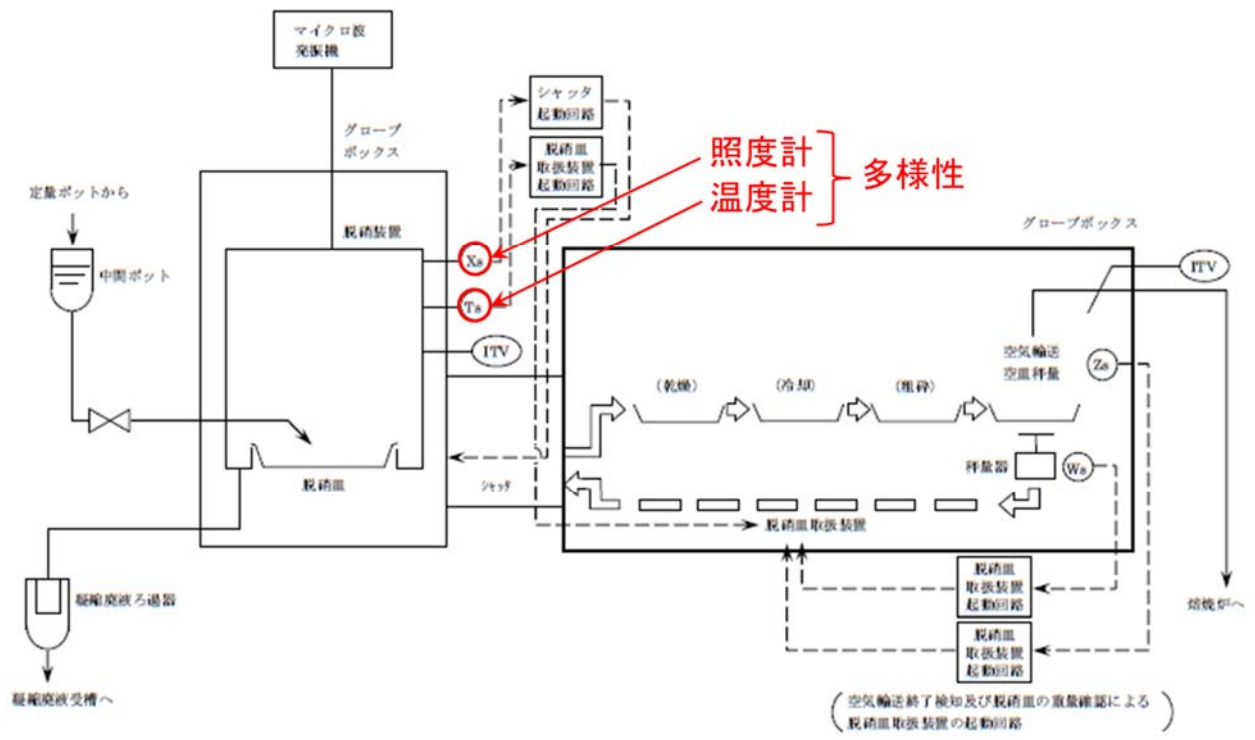 マイクロ波
発振機
シャッタ
起動回路
グローブ
ボックス
脱硝皿
取扱装置
起動回路
照度計
温度計
多様性
定量ポットから
脱硝装置
グローブボックス
中間ポット
Xs
Ts
ITV
ITV
空気輸送
空皿秤量
Zs
(乾燥)
(冷却)
(粗砕)
脱硝皿
シャッタ
秤量器
Ws
脱硝皿取扱装置
凝縮廃液ろ過器
脱硝皿
取扱装置
起動回路
焙焼炉へ
脱硝皿
取扱装置
起動回路
凝縮廃液受槽へ
(空気輸送終了検知及び脱硝皿の重量確認による
脱硝皿取扱装置の起動回路)